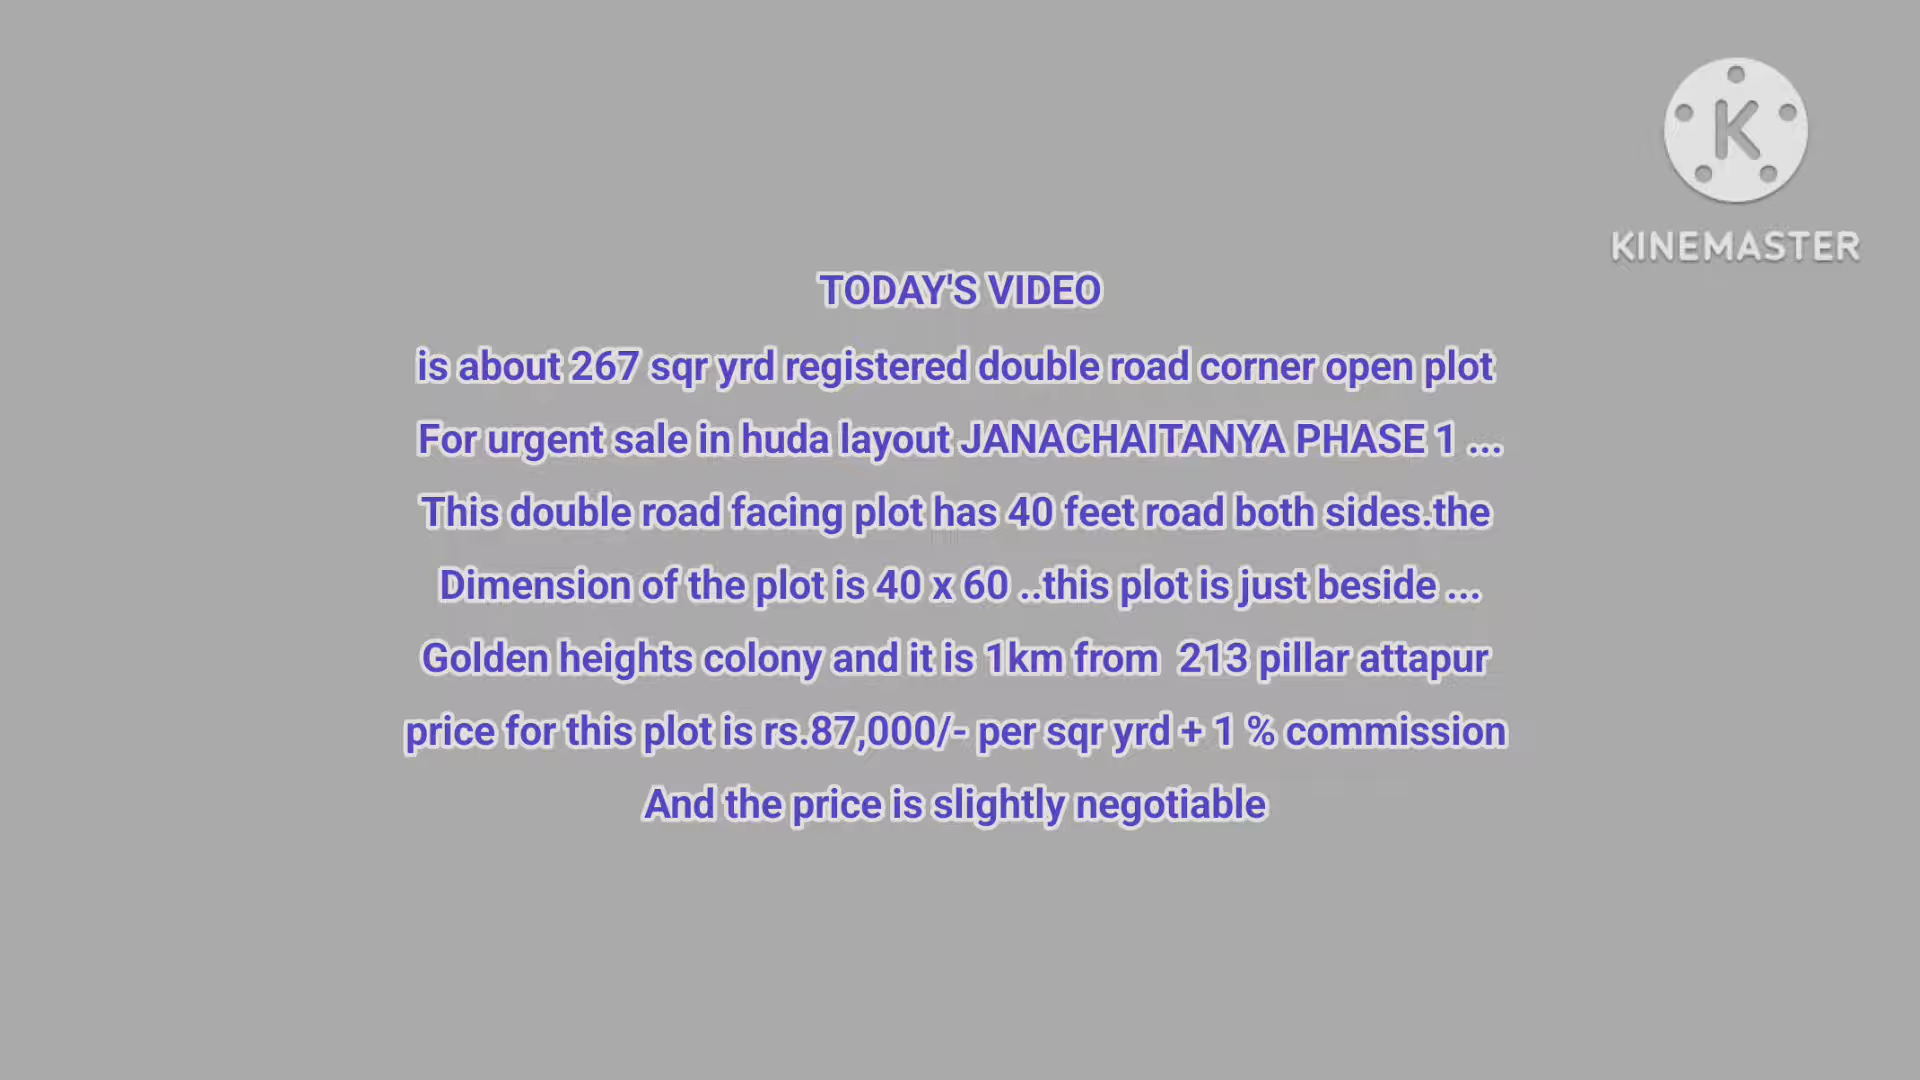 K
KINEMASTER
TODAY'S VIDEO
is about 267 sqr yrd registered double road corner open plot
For urgent sale in huda layout JANACHAITANYA PHASE 1 ...
This double road facing plot has 40 feet road both sides.the
Dimension of the plot is 40 x 60 ..this plot is just beside ...
Golden heights colony and it is 1km from 213 pillar attapur
price for this plot is rs.87,000/- per sqr yrd + 1 % commission
And the price is slightly negotiable